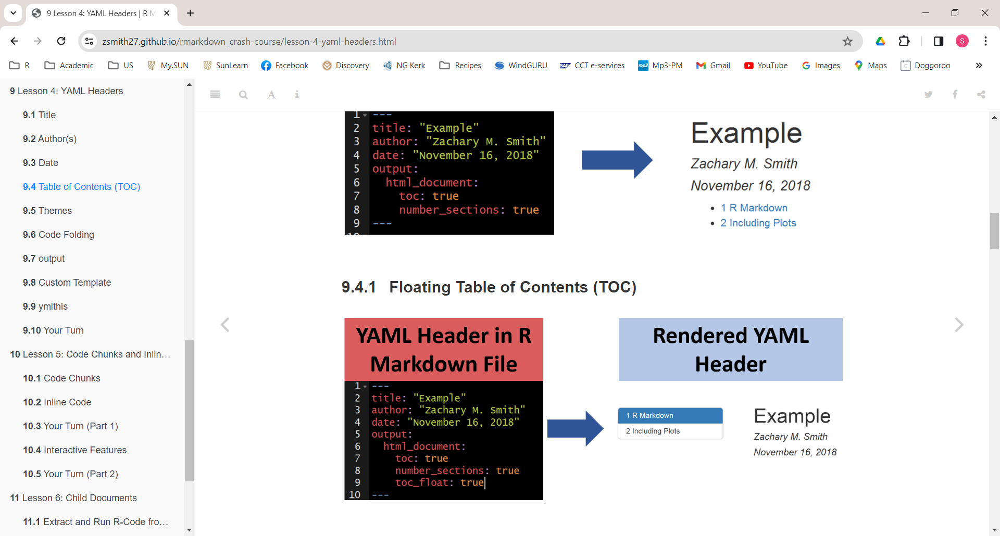 9 Lesson 4: YAML Headers | R M
zsmith27.github.io/rmarkdown_crash-course/lesson-4-yaml-headers.html
S
R
Academic
US
My.SUN
SunLearn
Facebook
Discovery
NG Kerk
Recipes
WindGURU
SAP
CCT e-services
mp3
Mp3-PM
Gmail
YouTube
Images
Maps
Doggoroo
9 Lesson 4: YAML Headers
9.1 Title
9.2 Author(s)
9.3 Date
9.4 Table of Contents (TOC)
9.5 Themes
9.6 Code Folding
9.7 output
9.8 Custom Template
9.9 ymlthis
9.10 Your Turn
10 Lesson 5: Code Chunks and Inlin...
10.1 Code Chunks
10.2 Inline Code
10.3 Your Turn (Part 1)
10.4 Interactive Features
10.5 Your Turn (Part 2)
11 Lesson 6: Child Documents
11.1 Extract and Run R-Code fro...
1 ---
2 title: "Example"
3 author: "Zachary M. Smith"
4 date: "November 16, 2018"
5 output:
6 html_document:
7 toc: true
8 number_sections: true
9 ---
Example
Zachary M. Smith
November 16, 2018
• 1 R Markdown
• 2 Including Plots
9.4.1 Floating Table of Contents (TOC)
YAML Header in R
Markdown File
1 ---
2 title: "Example"
3 author: "Zachary M. Smith"
4 date: "November 16, 2018"
5 output:
6 html_document:
7 toc: true
8 number_sections: true
9 toc_float: true
10 ---
Rendered YAML
Header
1 R Markdown
2 Including Plots
Example
Zachary M. Smith
November 16, 2018